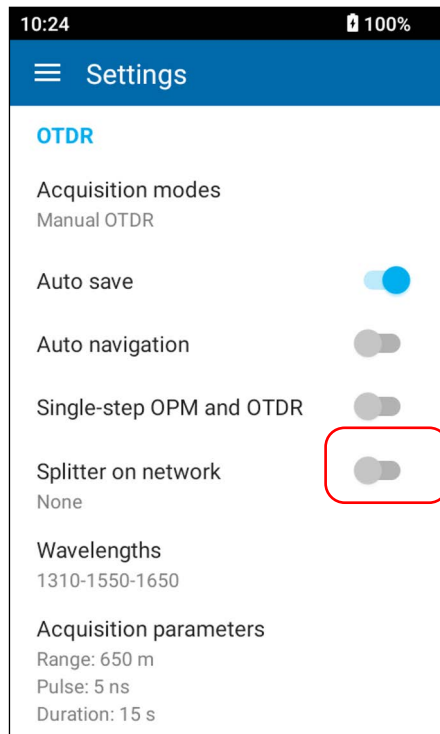 10:24 100%
Settings
OTDR
Acquisition modes
Manual OTDR
Auto save
Auto navigation
Single-step OPM and OTDR
Splitter on network
None
Wavelengths
1310-1550-1650
Acquisition parameters
Range: 650 m
Pulse: 5 ns
Duration: 15 s